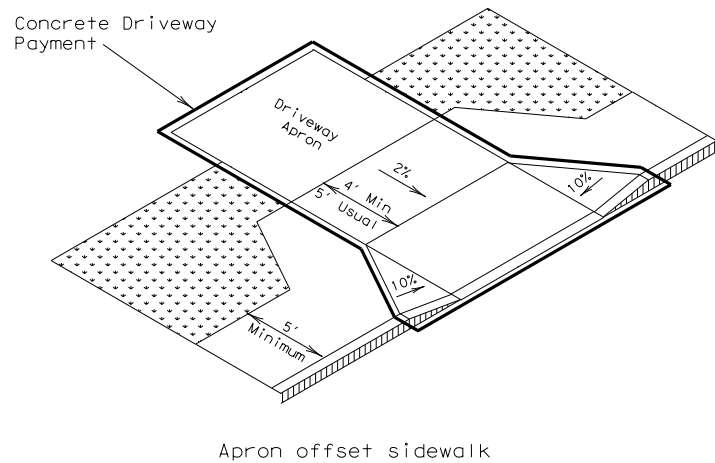 Concrete Driveway
Payment
Driveway
Apron
2%
4' Min
5' Usual
10%
10%
5'
Minimum
Apron offset sidewalk